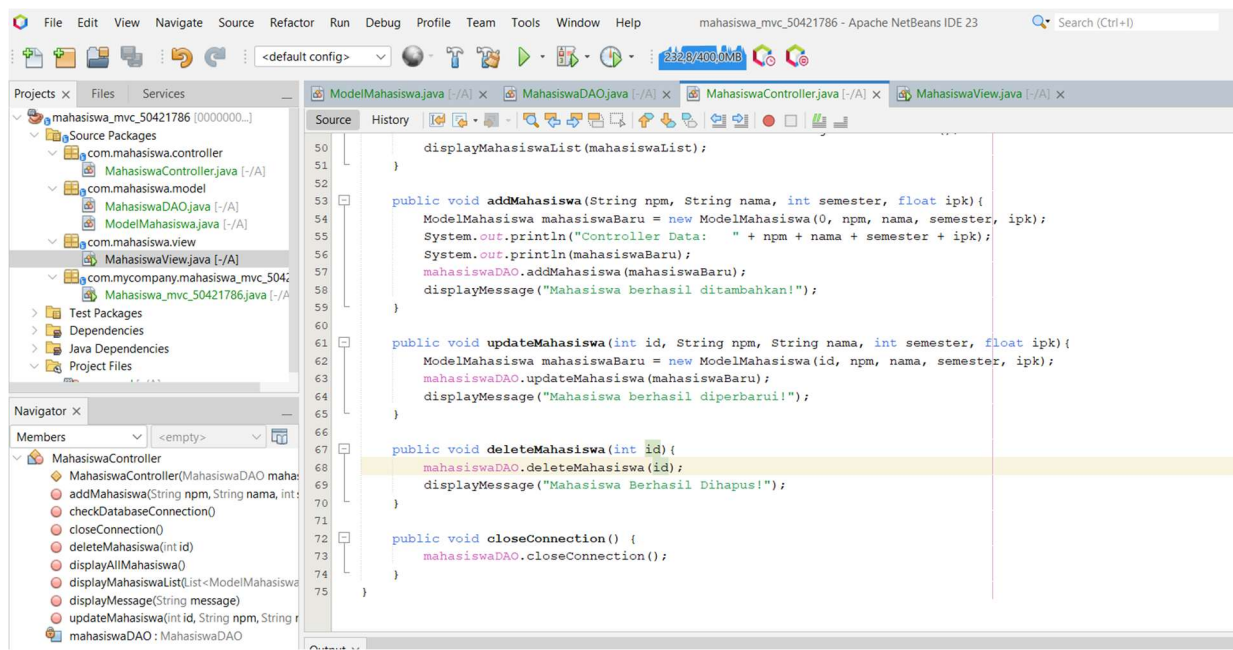 File Edit View Navigate Source Refactor Run Debug Profile Team Tools Window Help mahasiswa_mvc_50421786 - Apache NetBeans IDE 23 Search (Ctrl+I)
<default config> 232,8/400,0MB
Projects Files Services
mahasiswa_mvc_50421786 [0000000...]
Source Packages
com.mahasiswa.controller
MahasiswaController.java [-/A]
com.mahasiswa.model
MahasiswaDAO.java [-/A]
ModelMahasiswa.java [-/A]
com.mahasiswa.view
MahasiswaView.java [-/A]
com.mycompany.mahasiswa_mvc_5042
Mahasiswa_mvc_50421786.java [-/A
Test Packages
Dependencies
Java Dependencies
Project Files
Navigator
Members <empty>
MahasiswaController
MahasiswaController(MahasiswaDAO mahas
addMahasiswa(String npm, String nama, int s
checkDatabaseConnection()
closeConnection()
deleteMahasiswa(int id)
displayAllMahasiswa()
displayMahasiswaList(List<ModelMahasiswa
displayMessage(String message)
updateMahasiswa(int id, String npm, String n
mahasiswaDAO : MahasiswaDAO
ModelMahasiswa.java [-/A] MahasiswaDAO.java [-/A] MahasiswaController.java [-/A] MahasiswaView.java [-/A]
Source History
50 displayMahasiswaList(mahasiswaList);
51 }
52
53 public void addMahasiswa(String npm, String nama, int semester, float ipk){
54 ModelMahasiswa mahasiswaBaru = new ModelMahasiswa(0, npm, nama, semester, ipk);
55 System.out.println("Controller Data:   " + npm + nama + semester + ipk);
56 System.out.println(mahasiswaBaru);
57 mahasiswaDAO.addMahasiswa(mahasiswaBaru);
58 displayMessage("Mahasiswa berhasil ditambahkan!");
59 }
60
61 public void updateMahasiswa(int id, String npm, String nama, int semester, float ipk){
62 ModelMahasiswa mahasiswaBaru = new ModelMahasiswa(id, npm, nama, semester, ipk);
63 mahasiswaDAO.updateMahasiswa(mahasiswaBaru);
64 displayMessage("Mahasiswa berhasil diperbarui!");
65 }
66
67 public void deleteMahasiswa(int id){
68 mahasiswaDAO.deleteMahasiswa(id);
69 displayMessage("Mahasiswa Berhasil Dihapus!");
70 }
71
72 public void closeConnection() {
73 mahasiswaDAO.closeConnection();
74 }
75 }